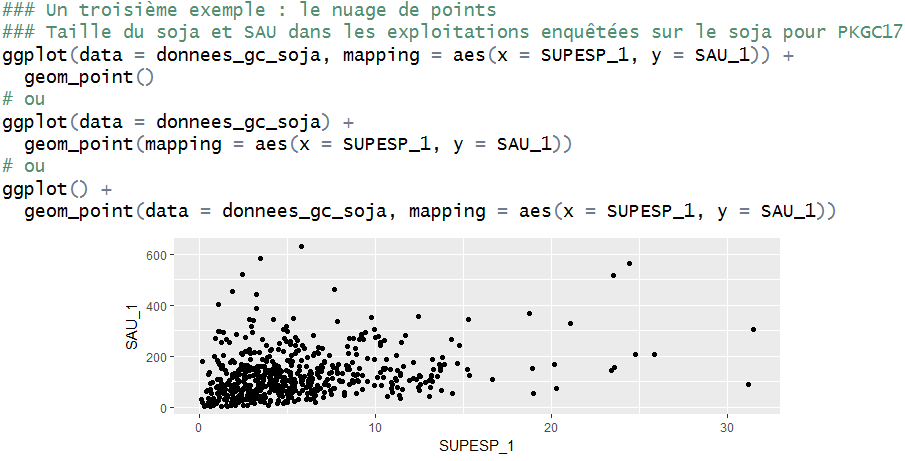 ### Un troisième exemple : le nuage de points
### Taille du soja et SAU dans les exploitations enquêtées sur le soja pour PKGC17
ggplot(data = donnees_gc_soja, mapping = aes(x = SUPESP_1, y = SAU_1)) +
  geom_point()
# ou
ggplot(data = donnees_gc_soja) +
  geom_point(mapping = aes(x = SUPESP_1, y = SAU_1))
# ou
ggplot() +
  geom_point(data = donnees_gc_soja, mapping = aes(x = SUPESP_1, y = SAU_1))
600
400
200
0
SAU_1
0 10 20 30
SUPESP_1